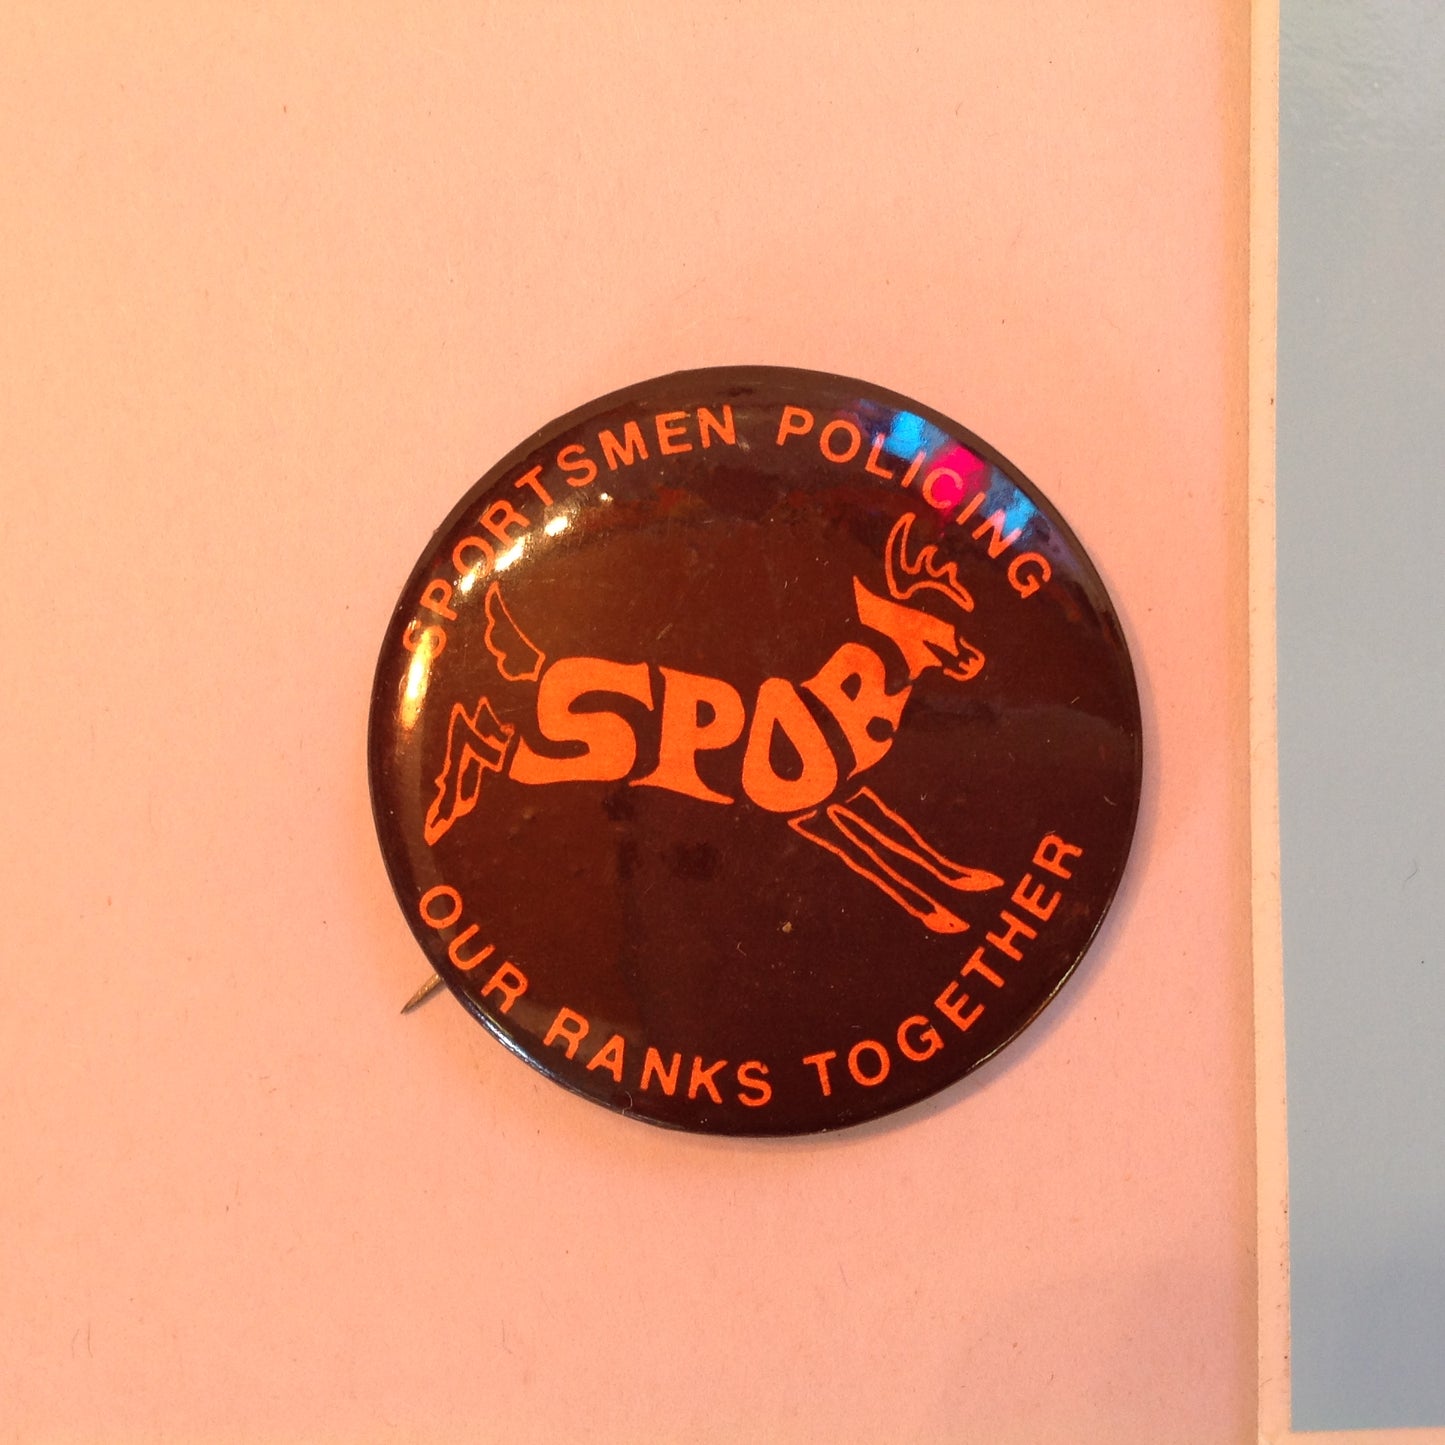 SPORTSMEN POLICING
SPORT
OUR RANKS TOGETHER